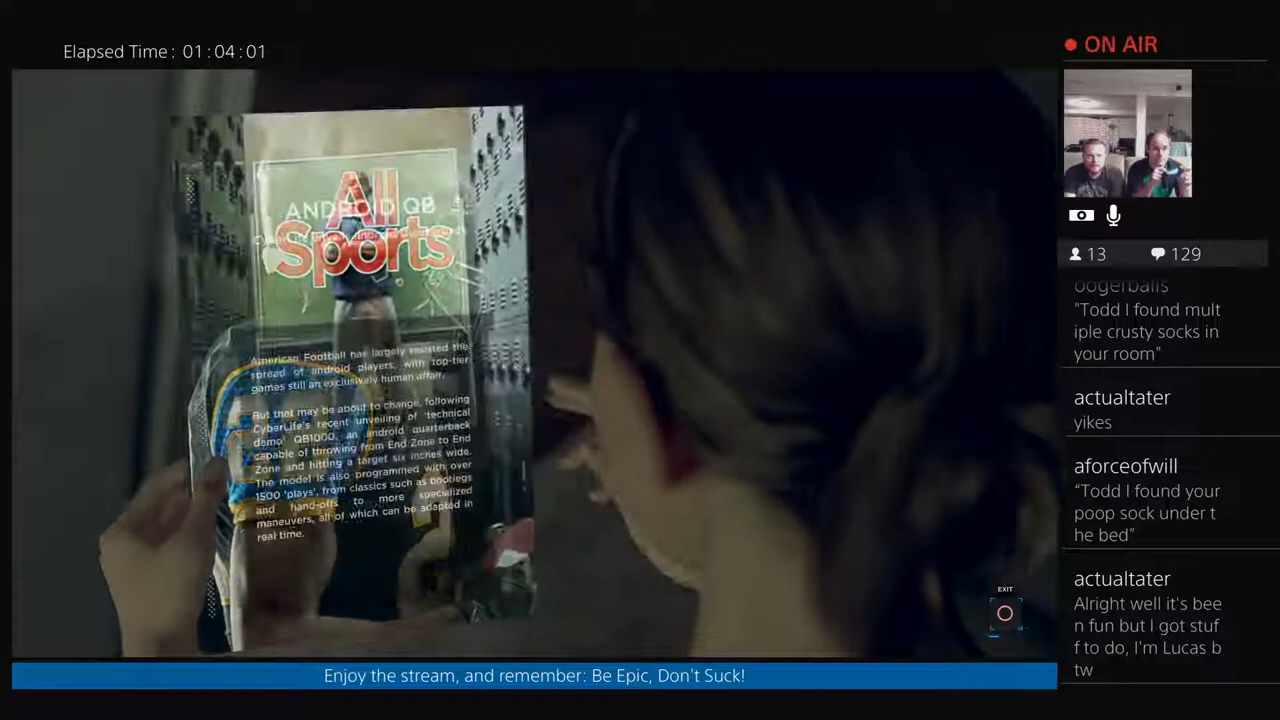 Elapsed Time: 01:04:01
ON AIR
13
129
All
Sports
ANDROID QB
American Football has largely resisted the
spread of android players, with top-tier
games still an exclusively human affair.
But that may be about to change, following
CyberLife's recent unveiling of 'technical
demo' QB1000, an android quarterback
capable of throwing from End Zone to End
Zone and hitting a target six inches wide.
The model is also programmed with over
1500 'plays', from classics such as bootlegs
and hand-offs to more specialized
maneuvers, all of which can be adapted in
real time.
EXIT
oogerballs
"Todd I found mult
iple crusty socks in
your room"
actualtater
yikes
aforceofwill
“Todd I found your
poop sock under t
he bed”
actualtater
Alright well it's bee
n fun but I got stuf
f to do, I'm Lucas b
tw
Enjoy the stream, and remember: Be Epic, Don't Suck!